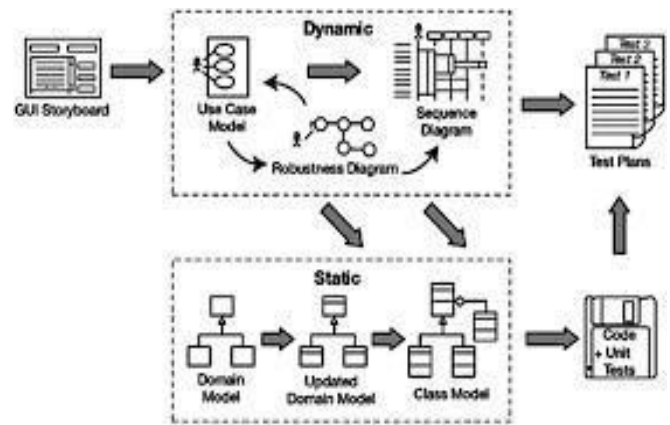 Dynamic
GUI Storyboard
Use Case
Model
Sequence
Diagram
Robustness Diagram
Test 3
Test 2
Test 1
Test Plans
Static
Domain
Model
Updated
Domain Model
Class Model
Code
+ Unit
Tests